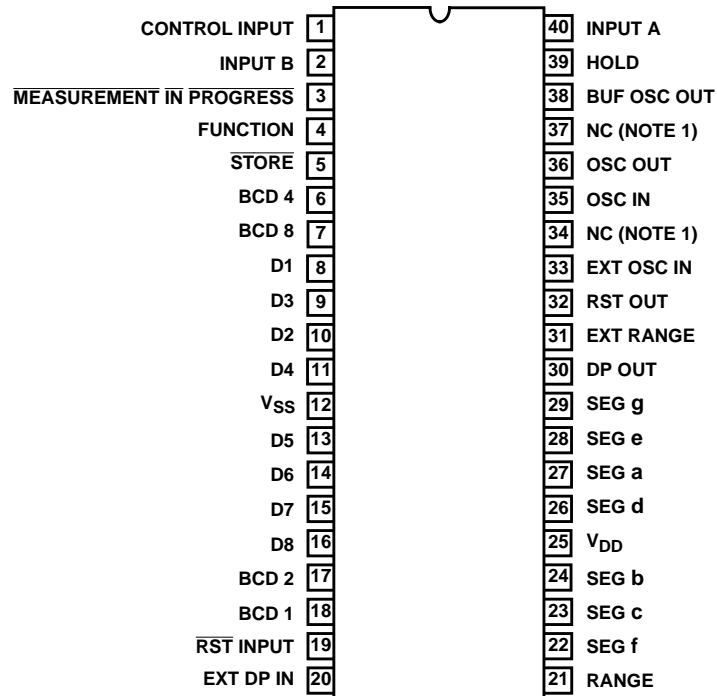 CONTROL INPUT 1 40 INPUT A
INPUT B 2 39 HOLD
MEASUREMENT IN PROGRESS 3 38 BUF OSC OUT
FUNCTION 4 37 NC (NOTE 1)
STORE 5 36 OSC OUT
BCD 4 6 35 OSC IN
BCD 8 7 34 NC (NOTE 1)
D1 8 33 EXT OSC IN
D3 9 32 RST OUT
D2 10 31 EXT RANGE
D4 11 30 DP OUT
VSS 12 29 SEG g
D5 13 28 SEG e
D6 14 27 SEG a
D7 15 26 SEG d
D8 16 25 VDD
BCD 2 17 24 SEG b
BCD 1 18 23 SEG c
RST INPUT 19 22 SEG f
EXT DP IN 20 21 RANGE